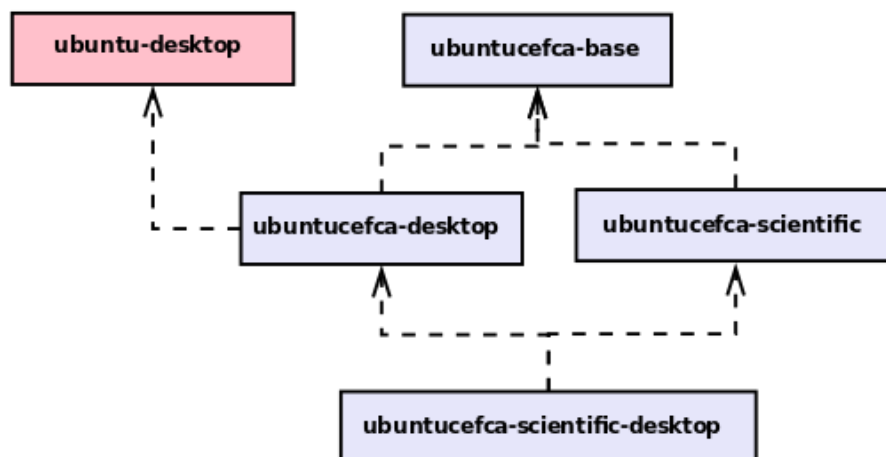 ubuntu-desktop
ubuntucefca-base
ubuntucefca-desktop
ubuntucefca-scientific
ubuntucefca-scientific-desktop